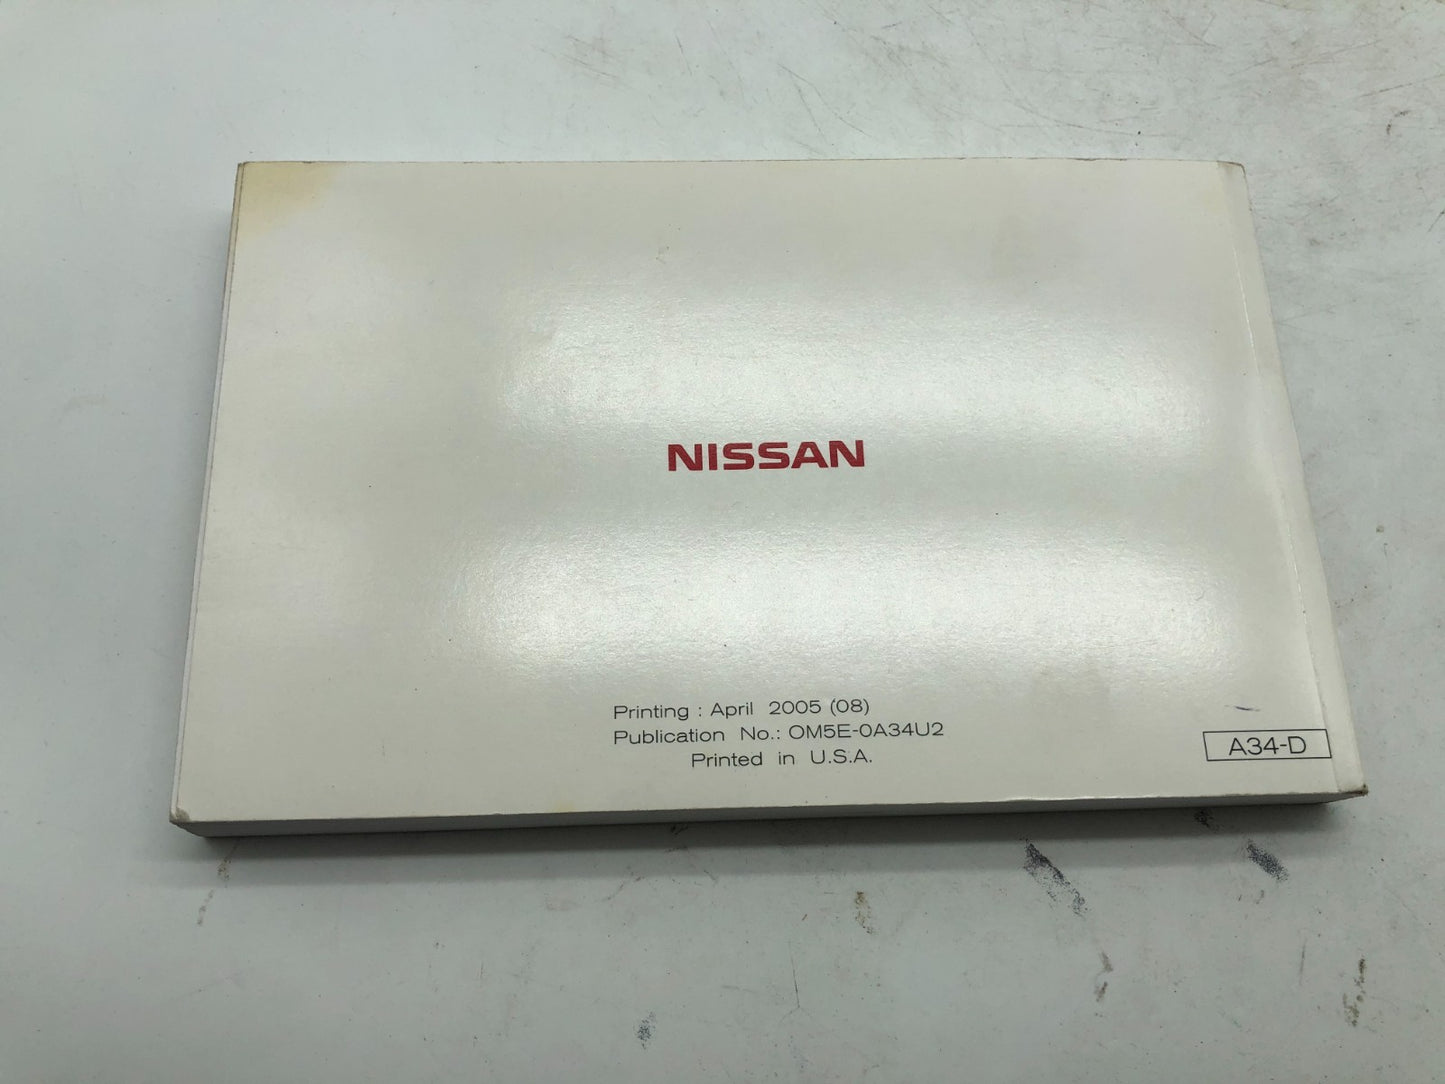 NISSAN
Printing : April 2005 (08)
Publication No.: OM5E-0A34U2
Printed in U.S.A.
A34-D